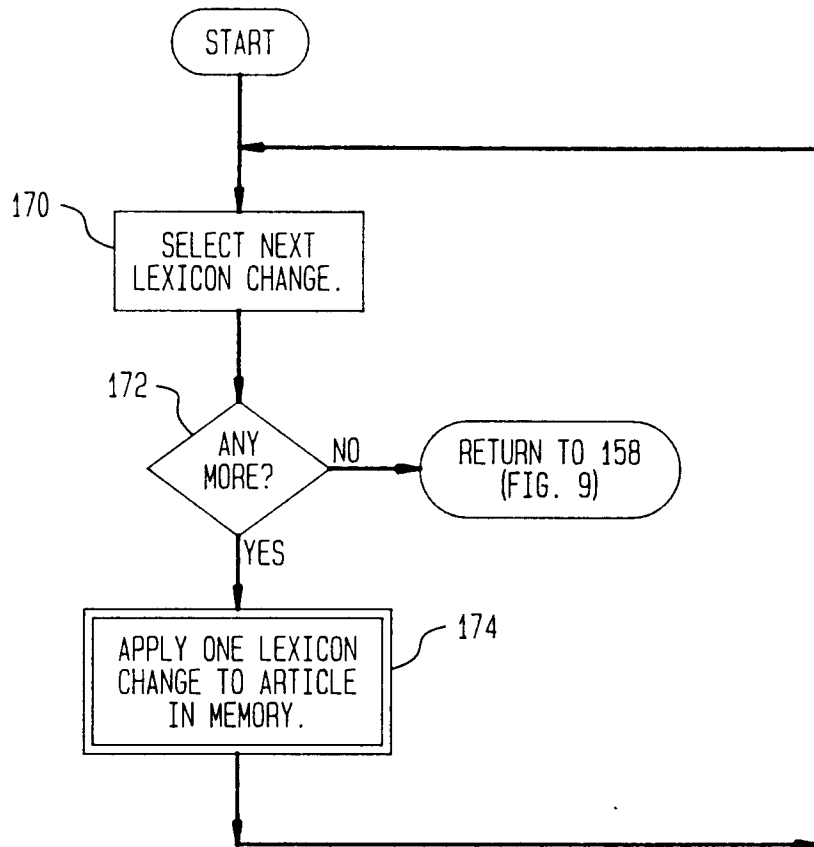 START
170
SELECT NEXT
LEXICON CHANGE.
172
ANY
MORE?
NO
RETURN TO 158
(FIG. 9)
YES
174
APPLY ONE LEXICON
CHANGE TO ARTICLE
IN MEMORY.